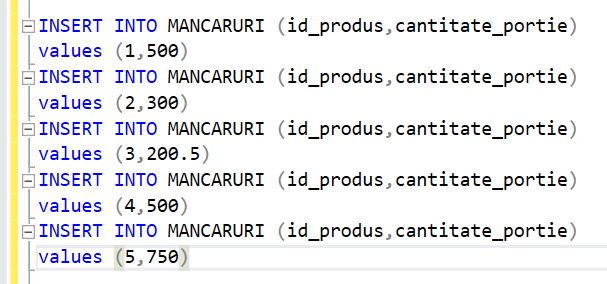 INSERT INTO MANCARURI (id_produs,cantitate_portie)
values (1,500)
INSERT INTO MANCARURI (id_produs,cantitate_portie)
values (2,300)
INSERT INTO MANCARURI (id_produs,cantitate_portie)
values (3,200.5)
INSERT INTO MANCARURI (id_produs,cantitate_portie)
values (4,500)
INSERT INTO MANCARURI (id_produs,cantitate_portie)
values (5,750)